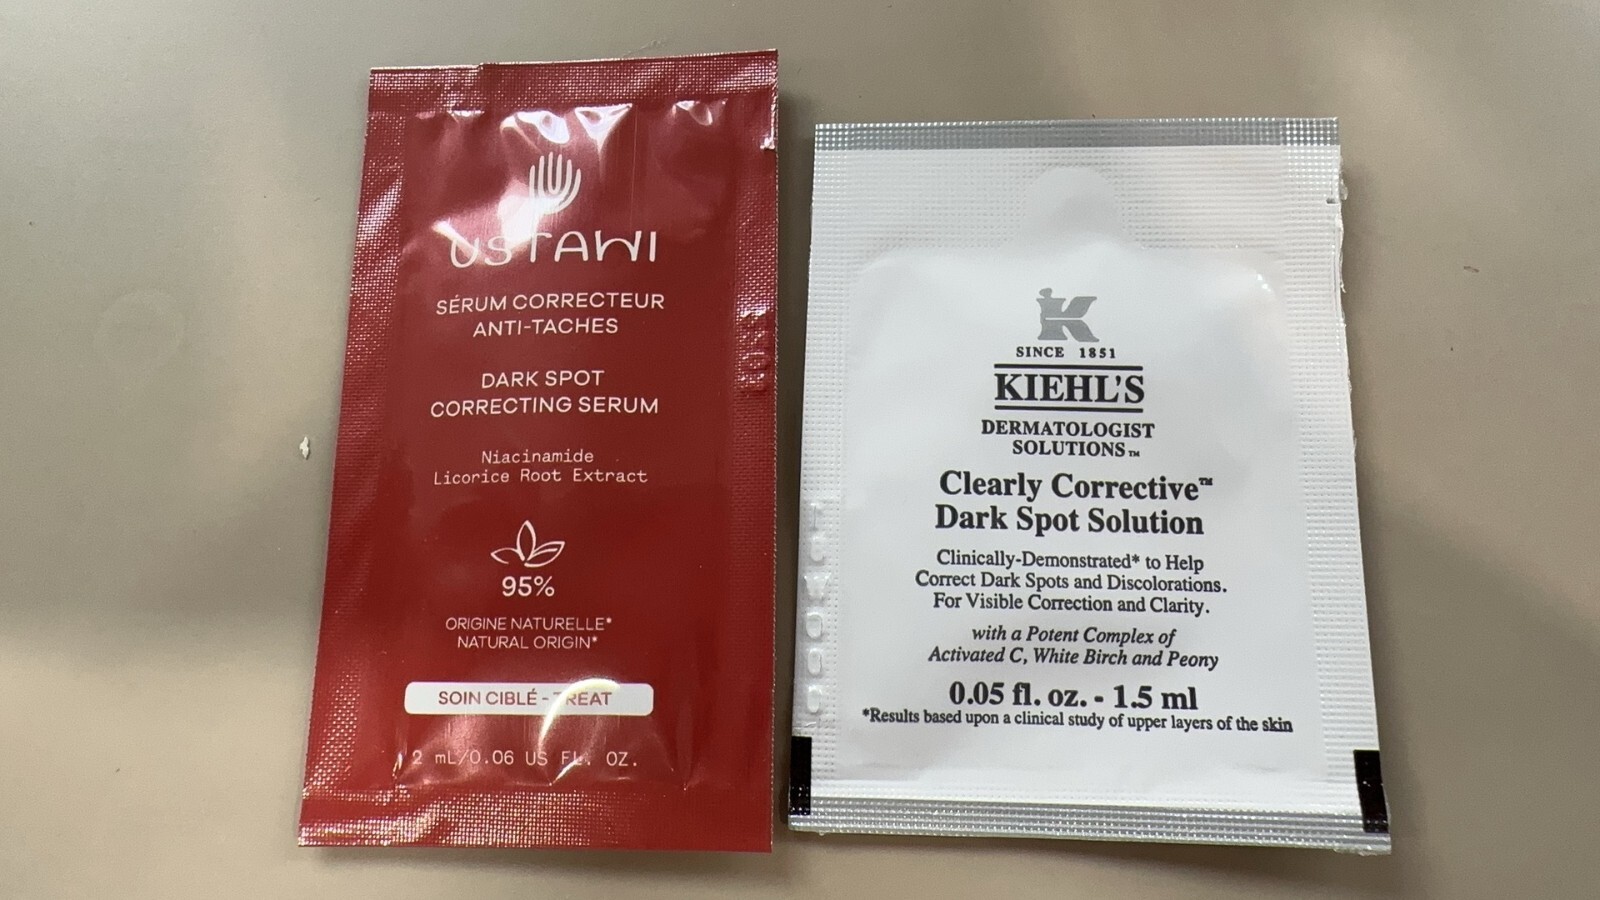 USTAWI
SÉRUM CORRECTEUR
ANTI-TACHES
DARK SPOT
CORRECTING SERUM
Niacinamide
Licorice Root Extract
95%
ORIGINE NATURELLE*
NATURAL ORIGIN*
SOIN CIBLÉ - TREAT
2 mL/0.06 US FL. OZ.
K
SINCE 1851
KIEHL'S
DERMATOLOGIST
SOLUTIONS™
Clearly Corrective™
Dark Spot Solution
Clinically-Demonstrated* to Help
Correct Dark Spots and Discolorations.
For Visible Correction and Clarity.
with a Potent Complex of
Activated C, White Birch and Peony
0.05 fl. oz. - 1.5 ml
*Results based upon a clinical study of upper layers of the skin